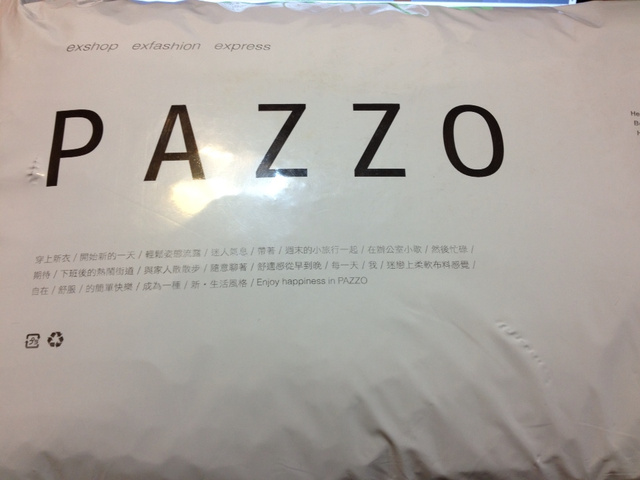 exshop exfashion express
PAZZO
穿上新衣 / 開始新的一天 / 輕鬆姿態流露 / 迷人氣息 / 帶著 / 週末的小旅行一起 / 在辦公室小歇 / 然後忙碌 /
期待 / 下班後的熱鬧街道 / 與家人散散步 / 隨意聊著 / 舒適感從早到晚 / 每一天 / 我 / 迷戀上柔軟布料感覺 /
自在 / 舒服 / 的簡單快樂 / 成為一種 / 新・生活風格 / Enjoy happiness in PAZZO